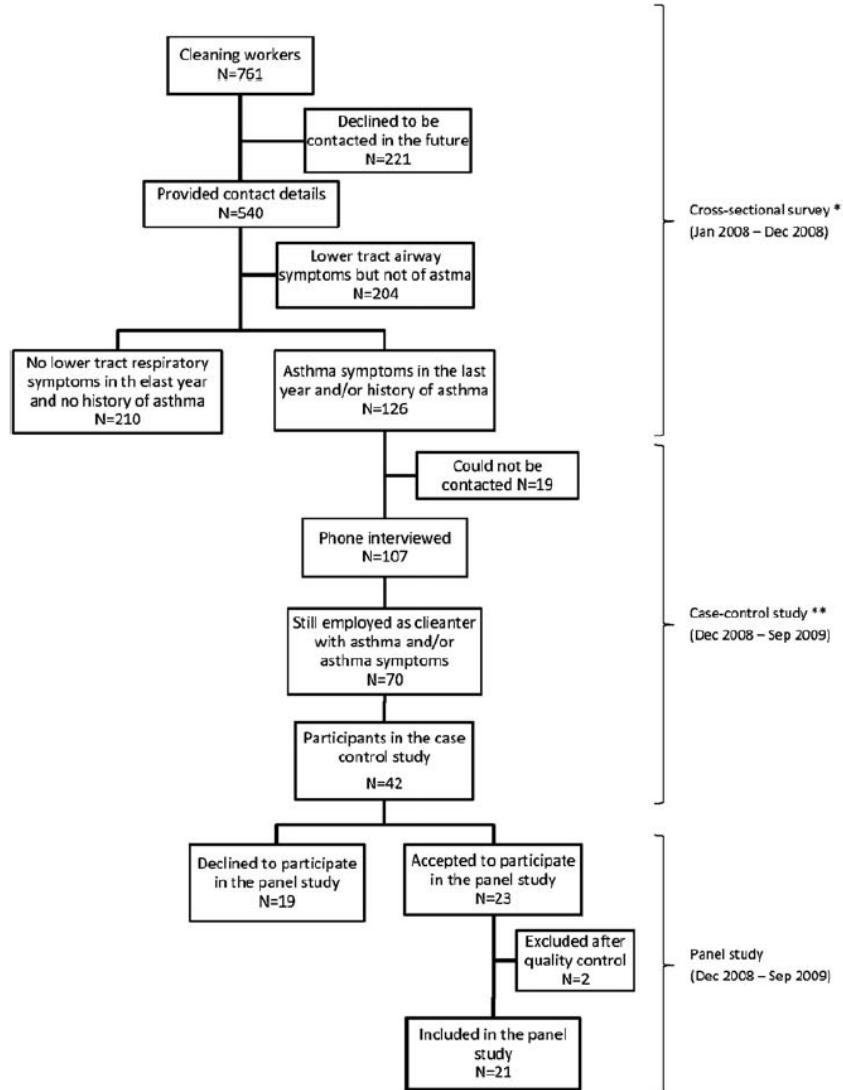 Cleaning workers
N=761
Declined to be
contacted in the future
N=221
Provided contact details
N=540
Cross-sectional survey *
(Jan 2008 – Dec 2008)
Lower tract airway
symptoms but not of astma
N=204
No lower tract respiratory
symptoms in th elast year
and no history of asthma
N=210
Asthma symptoms in the last
year and/or history of asthma
N=126
Could not be
contacted N=19
Phone interviewed
N=107
Still employed as clieanter
with asthma and/or
asthma symptoms
N=70
Case-control study **
(Dec 2008 – Sep 2009)
Participants in the case
control study
N=42
Declined to participate
in the panel study
N=19
Accepted to participate
in the panel study
N=23
Excluded after
quality control
N=2
Panel study
(Dec 2008 – Sep 2009)
Included in the panel
study
N=21